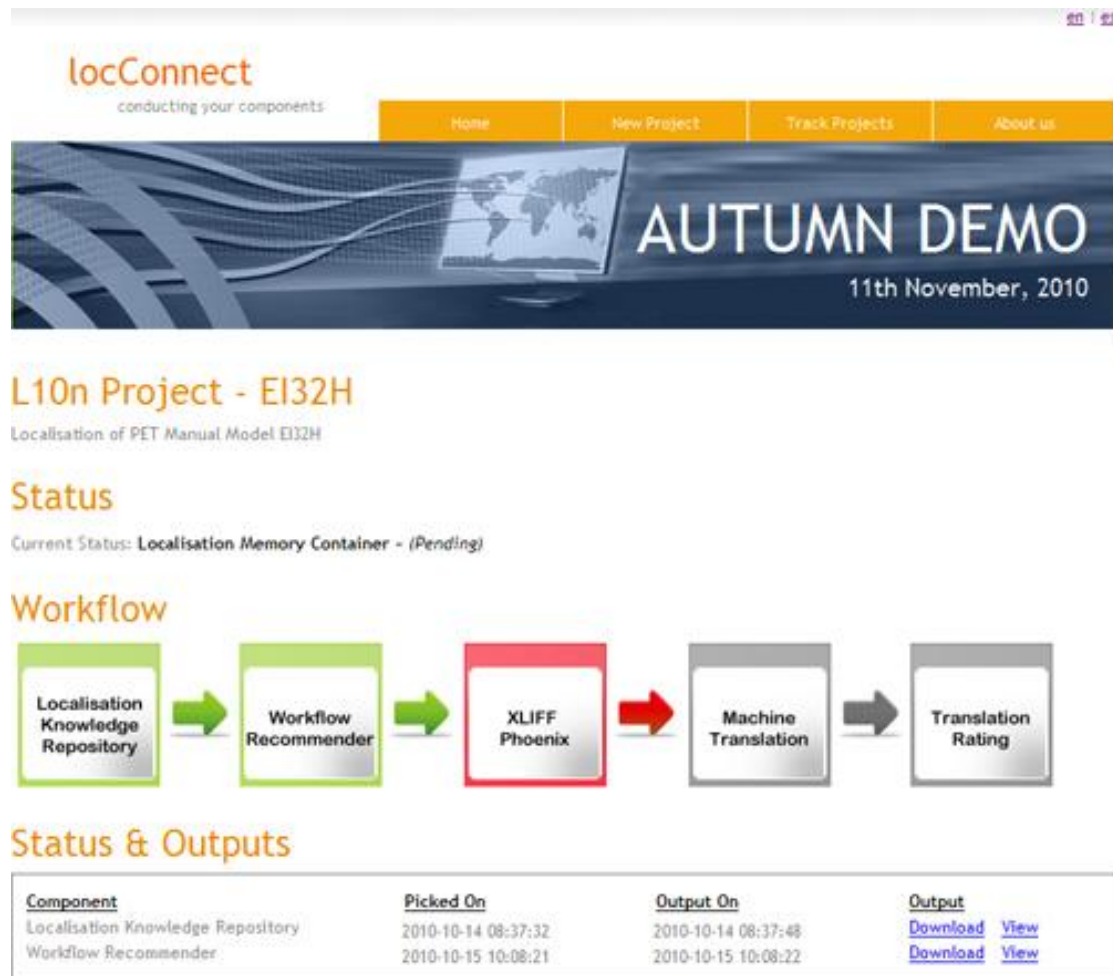 en |
locConnect
conducting your components
Home New Project Track Projects About us
AUTUMN DEMO
11th November, 2010
L10n Project - EI32H
Localisation of PET Manual Model EI32H
Status
Current Status: Localisation Memory Container - (Pending)
Workflow
Localisation
Knowledge
Repository
Workflow
Recommender
XLIFF
Phoenix
Machine
Translation
Translation
Rating
Status & Outputs
Component Picked On Output On Output
Localisation Knowledge Repository 2010-10-14 08:37:32 2010-10-14 08:37:48 Download View
Workflow Recommender 2010-10-15 10:08:21 2010-10-15 10:08:22 Download View